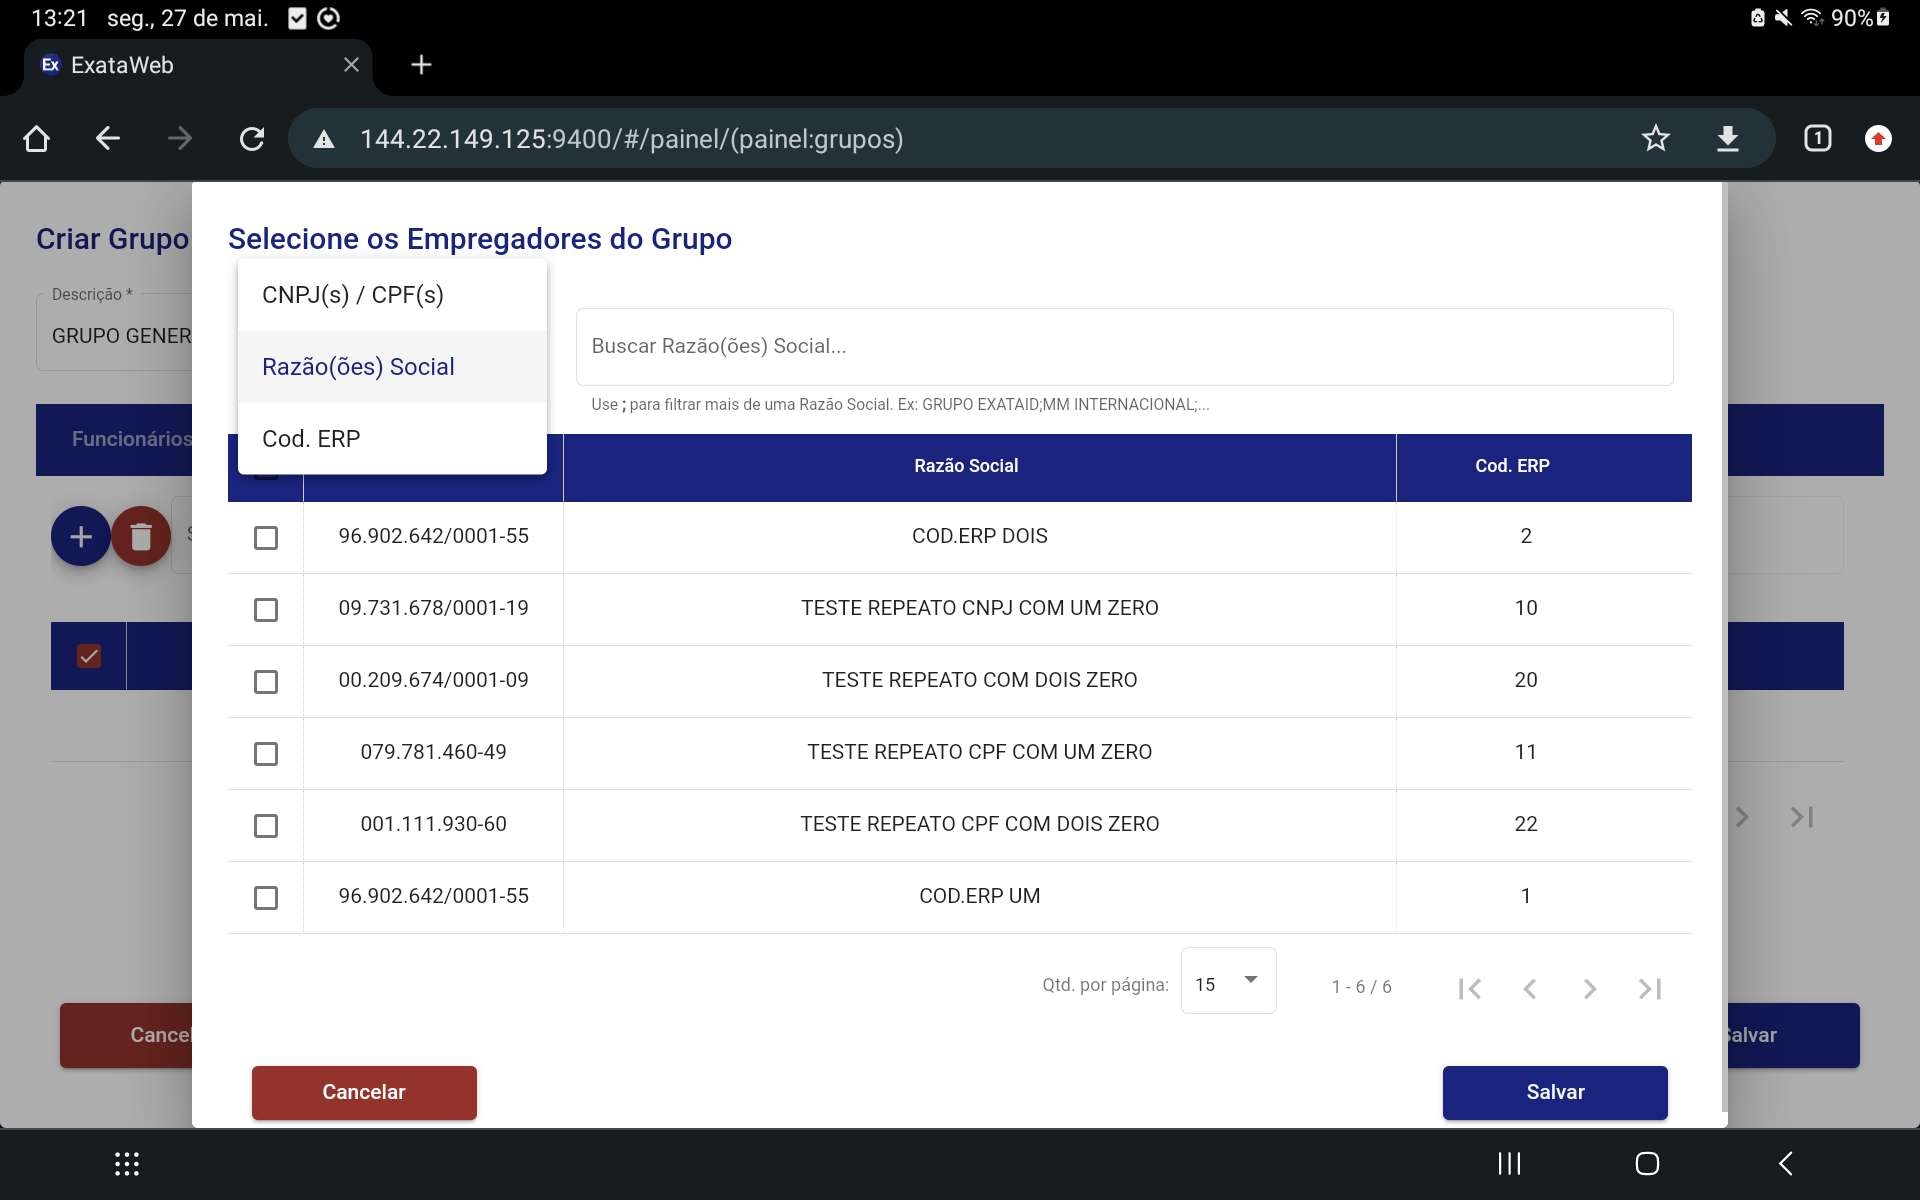 13:21 seg., 27 de mai. 90%
Ex ExataWeb
144.22.149.125:9400/#/painel/(painel:grupos) 1
Criar Grupo
Selecione os Empregadores do Grupo
Descrição *
GRUPO GENER
CNPJ(s) / CPF(s)
Razão(ões) Social
Cod. ERP
Buscar Razão(ões) Social...
Use ; para filtrar mais de uma Razão Social. Ex: GRUPO EXATAID;MM INTERNACIONAL;...
Funcionários
Razão Social Cod. ERP
96.902.642/0001-55 COD.ERP DOIS 2
09.731.678/0001-19 TESTE REPEATO CNPJ COM UM ZERO 10
00.209.674/0001-09 TESTE REPEATO COM DOIS ZERO 20
079.781.460-49 TESTE REPEATO CPF COM UM ZERO 11
001.111.930-60 TESTE REPEATO CPF COM DOIS ZERO 22
96.902.642/0001-55 COD.ERP UM 1
Qtd. por página: 15 1 - 6 / 6
Cancel
Salvar
Cancelar
Salvar